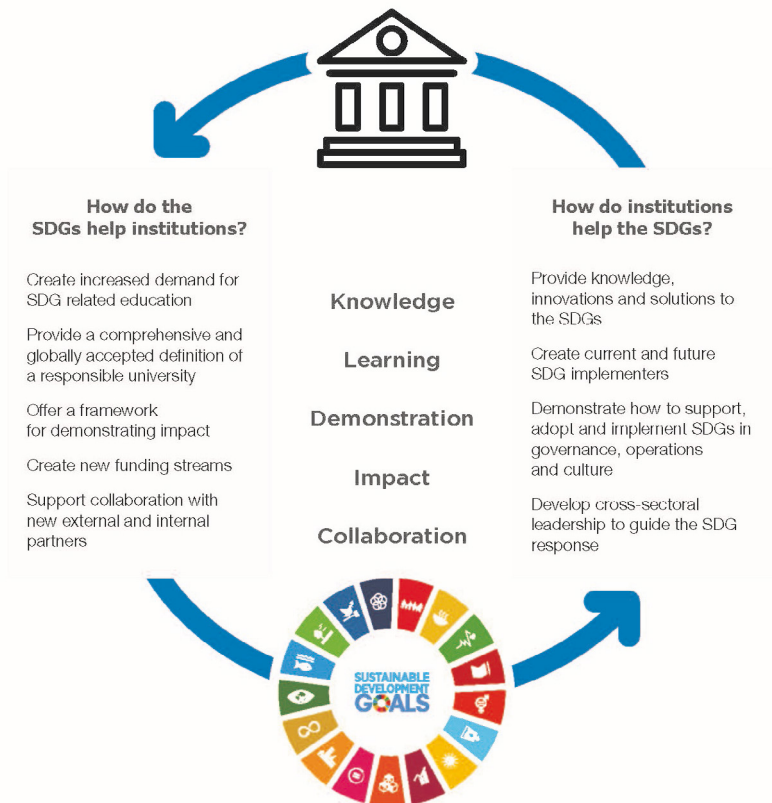 How do the
SDGs help institutions?
Create increased demand for
SDG related education
Provide a comprehensive and
globally accepted definition of
a responsible university
Offer a framework
for demonstrating impact
Create new funding streams
Support collaboration with
new external and internal
partners
Knowledge
Learning
Demonstration
Impact
Collaboration
How do institutions
help the SDGs?
Provide knowledge,
innovations and solutions to
the SDGs
Create current and future
SDG implementers
Demonstrate how to support,
adopt and implement SDGs in
governance, operations
and culture
Develop cross-sectoral
leadership to guide the SDG
response
SUSTAINABLE
DEVELOPMENT
GOALS